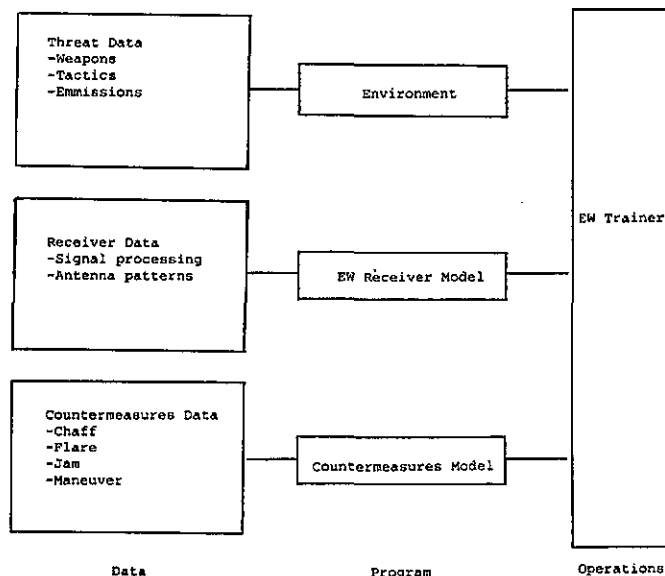 Threat Data
-Weapons
-Tactics
-Emmissions
Environment
EW Trainer
Receiver Data
-Signal processing
-Antenna patterns
EW Receiver Model
Countermeasures Data
-Chaff
-Flare
-Jam
-Maneuver
Countermeasures Model
Data
Program
Operations